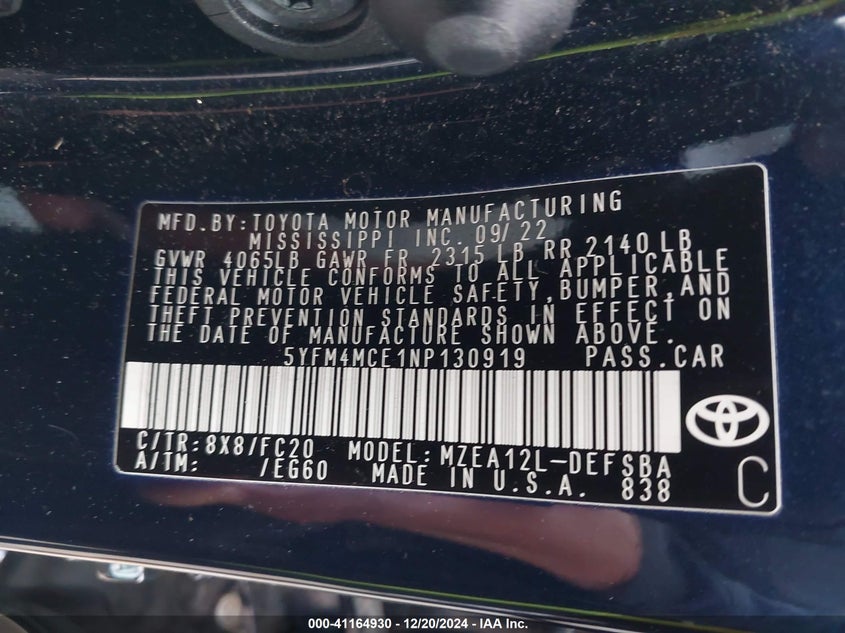 MFD.BY:TOYOTA MOTOR MANUFACTURING
MISSISSIPPI INC. 09/22
GVWR 4065LB GAWR FR 2315 LB RR 2140 LB
THIS VEHICLE CONFORMS TO ALL APPLICABLE
FEDERAL MOTOR VEHICLE SAFETY,BUMPER,AND
THEFT PREVENTION STANDARDS IN EFFECT ON
THE DATE OF MANUFACTURE SHOWN ABOVE.
5YFM4MCE1NP130919 PASS.CAR
C/TR:8X8/FC20 MODEL:MZEA12L-DEFSBA
A/TM: /EG60 MADE IN U.S.A. 838
C
000-41164930 - 12/20/2024 - IAA Inc.